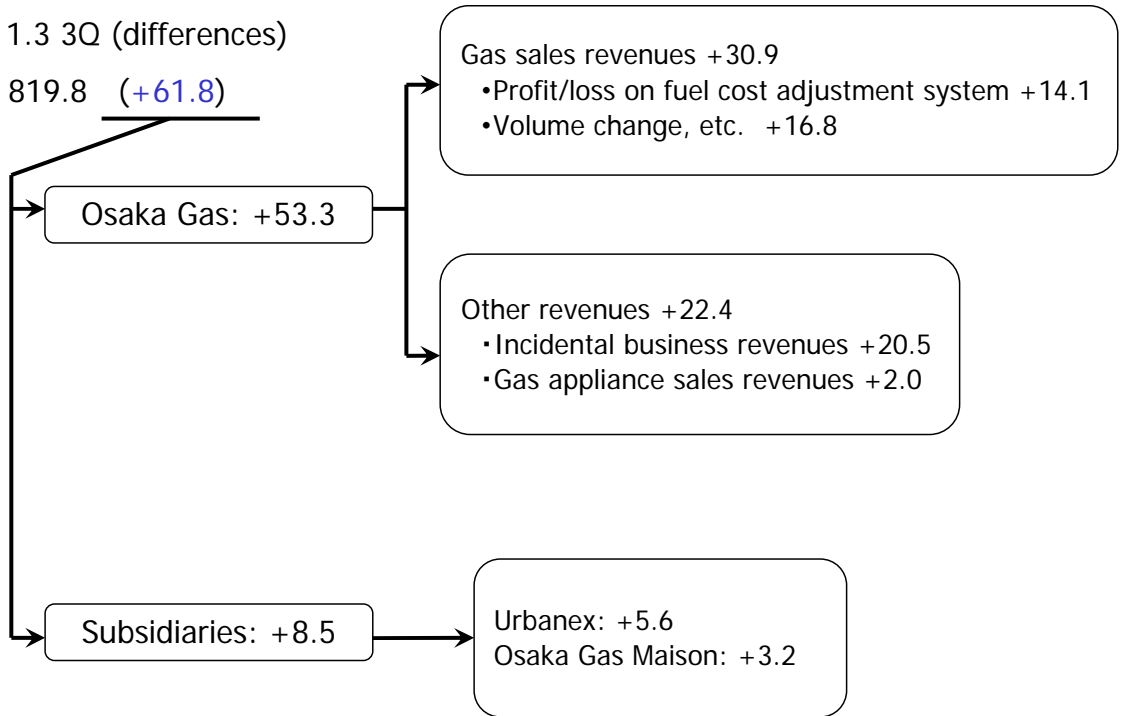 1.3 3Q (differences)
819.8 (+61.8)
Osaka Gas: +53.3
Gas sales revenues +30.9
•Profit/loss on fuel cost adjustment system +14.1
•Volume change, etc. +16.8
Other revenues +22.4
・Incidental business revenues +20.5
・Gas appliance sales revenues +2.0
Subsidiaries: +8.5
Urbanex: +5.6
Osaka Gas Maison: +3.2